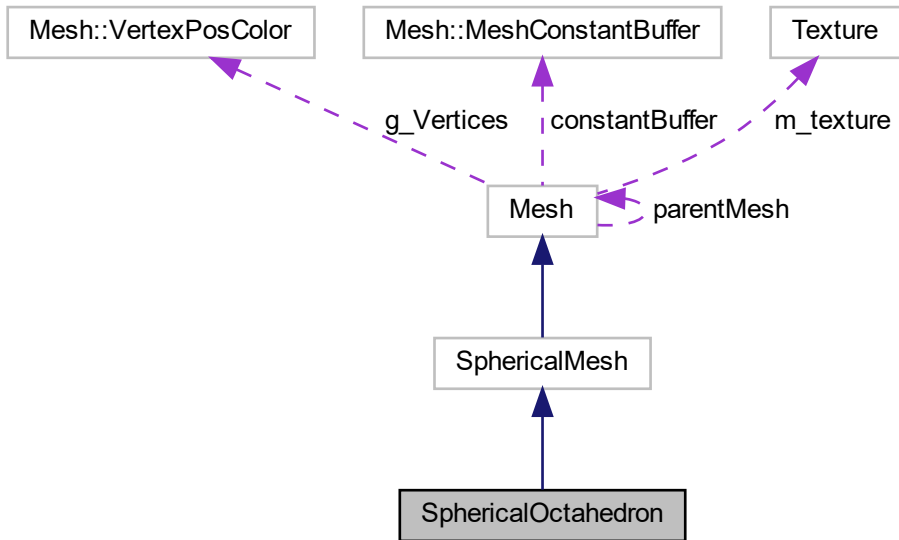 Mesh::VertexPosColor
Mesh::MeshConstantBuffer
Texture
g_Vertices
constantBuffer
m_texture
Mesh
parentMesh
SphericalMesh
SphericalOctahedron